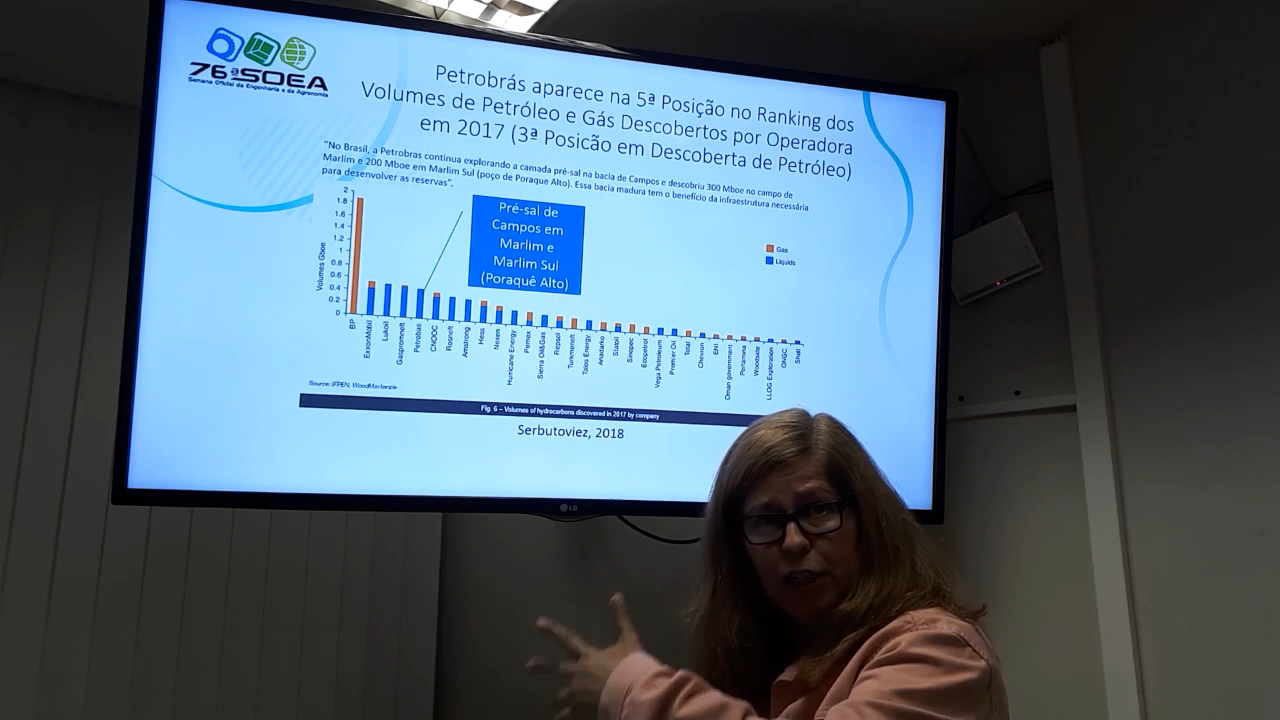 76ªSOEA
Semana Oficial da Engenharia e da Agronomia
Petrobrás aparece na 5ª Posição no Ranking dos
Volumes de Petróleo e Gás Descobertos por Operadora
em 2017 (3ª Posicão em Descoberta de Petróleo)
"No Brasil, a Petrobras continua explorando a camada pré-sal na bacia de Campos e descobriu 300 Mboe no campo de
Marlim e 200 Mboe em Marlim Sul (poço de Poraque Alto). Essa bacia madura tem o benefício da infraestrutura necessária
para desenvolver as reservas".
Volumes Gboe
2
1.8
1.6
1.4
1.2
1
0.8
0.6
0.4
0.2
0
Pré-sal de
Campos em
Marlim e
Marlim Sul
(Poraquê Alto)
Gas
Liquids
BP
ExxonMobil
Lukoil
Gazpromneft
Petrobas
CNOOC
Rosneft
Amstrong
Hess
Nexen
Hurricane Energy
Pemex
Sierra Oil&Gas
Repsol
Turkmeneft
Talos Energy
Anadarko
Statoil
Sinopec
Ecopetrol
Vega Petroleum
Premier Oil
Total
Chevron
ENI
Oman government
Pertamina
Woodside
LLOG Exploration
ONGC
Shell
Source: IFPEN, WoodMackenzie
Fig. 6 – Volumes of hydrocarbons discovered in 2017 by company
Serbutoviez, 2018
LG